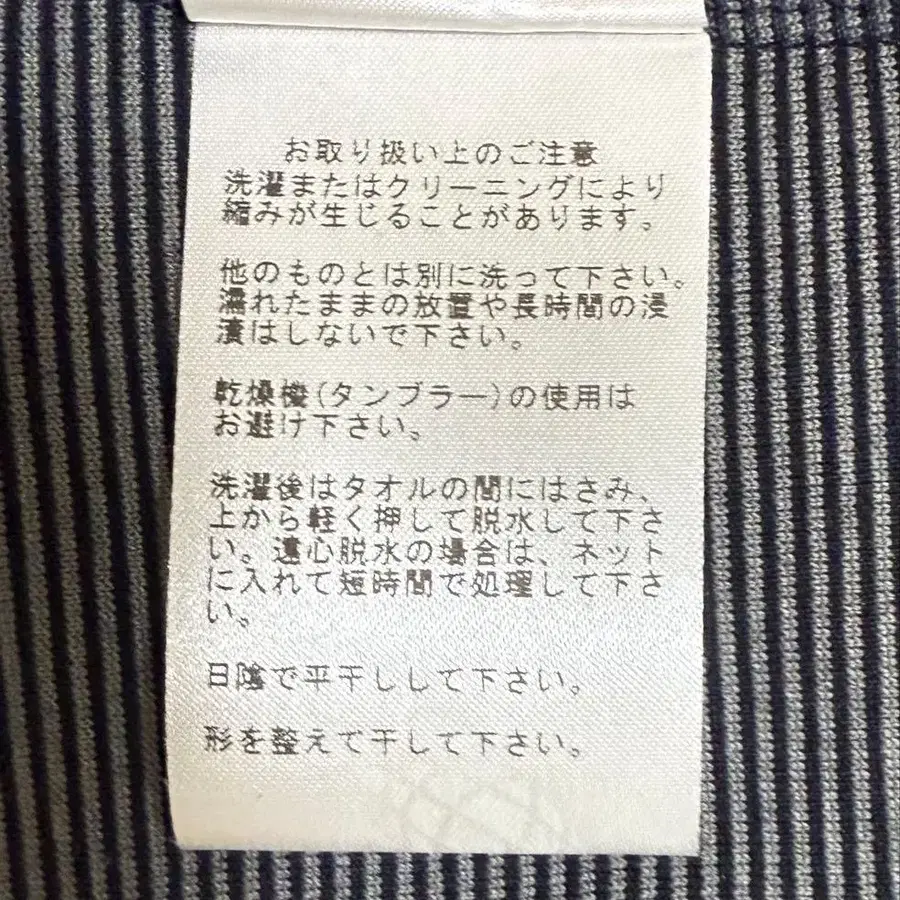 お取り扱い上のご注意
洗濯またはクリーニングにより
縮みが生じることがあります。
他のものとは別に洗って下さい。
濡れたままの放置や長時間の浸
漬はしないで下さい。
乾燥機(タンブラー)の使用は
お避け下さい。
洗濯後はタオルの間にはさみ、
上から軽く押して脱水して下さ
い。遠心脱水の場合は、ネット
に入れて短時間で処理して下さ
い。
日陰で平干しして下さい。
形を整えて干して下さい。